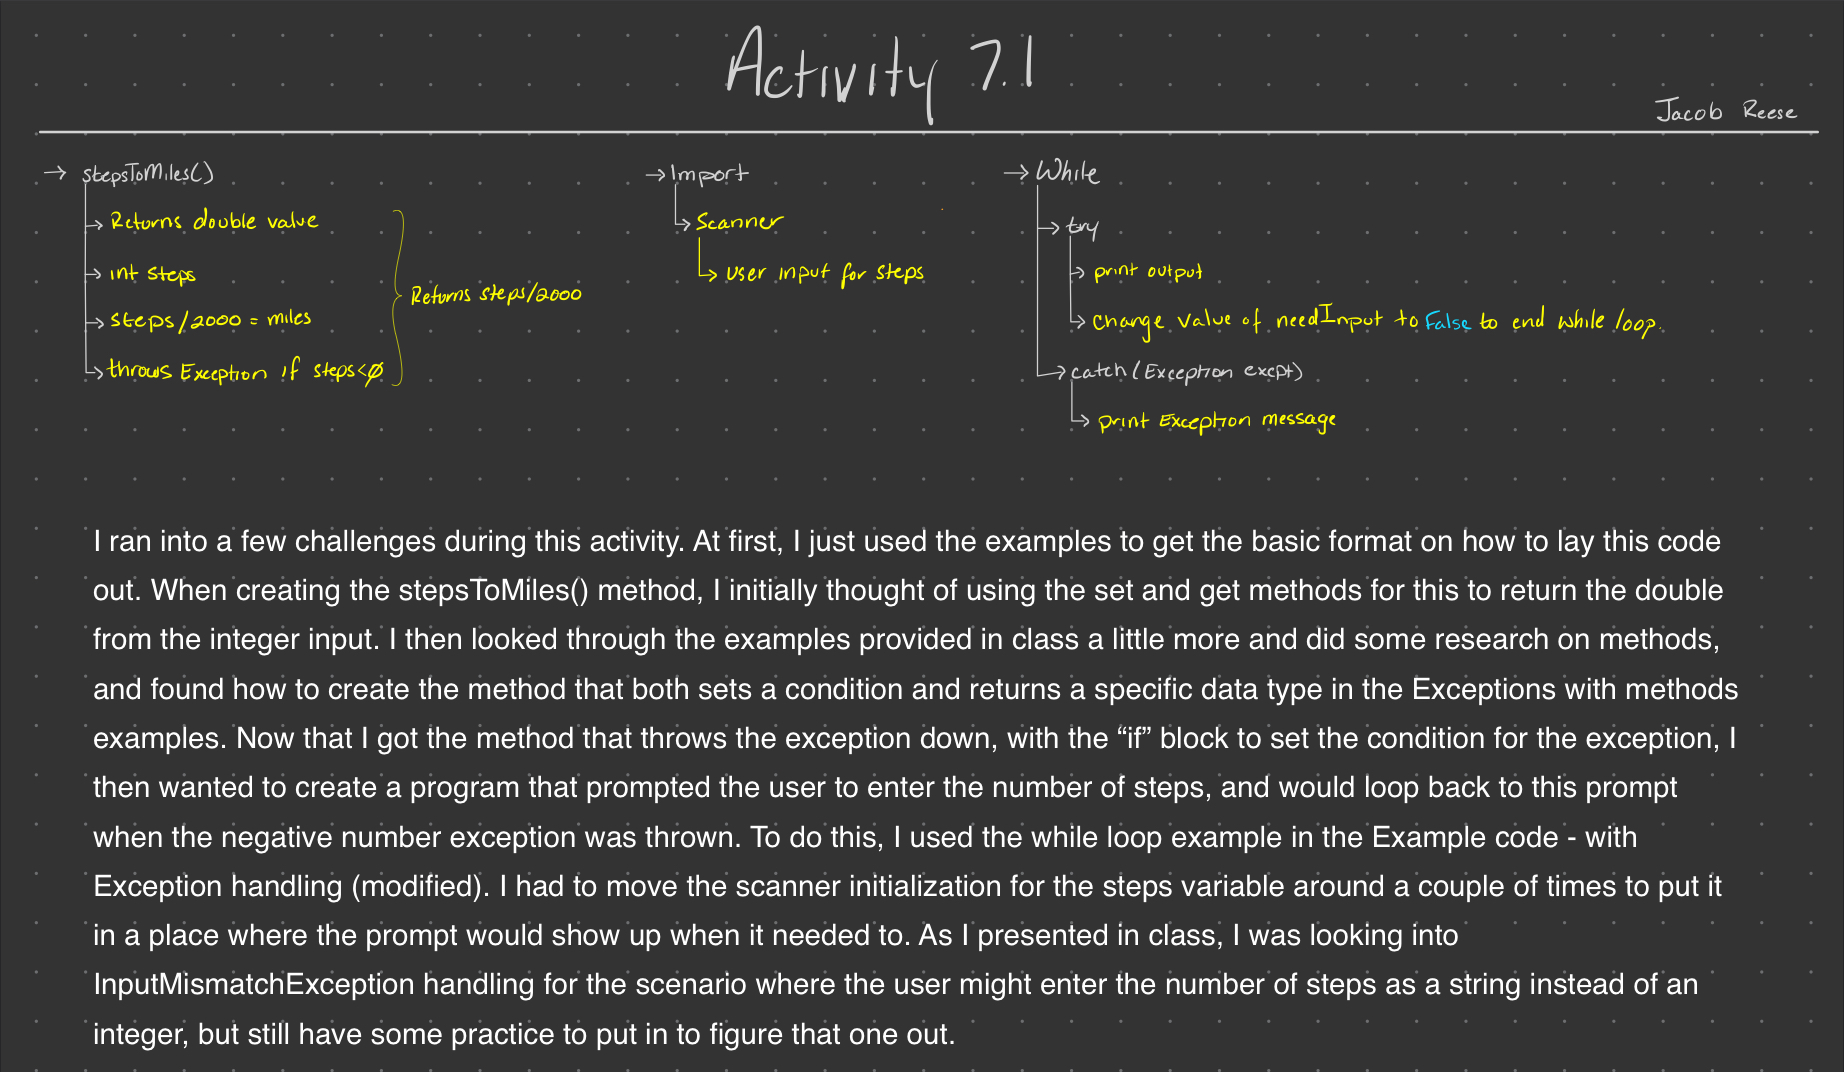 Activity 7.1
Jacob Reese
→ stepsToMiles()
→ Returns double value
→ int steps
→ steps/2000 = miles
→ throws Exception if steps<0
Returns steps/2000
→ Import
→ Scanner
→ user input for steps
→ While
→ try
→ print output
→ change value of needInput to False to end while loop.
→ catch(Exception excpt)
→ print Exception message
I ran into a few challenges during this activity. At first, I just used the examples to get the basic format on how to lay this code
out. When creating the stepsToMiles() method, I initially thought of using the set and get methods for this to return the double
from the integer input. I then looked through the examples provided in class a little more and did some research on methods,
and found how to create the method that both sets a condition and returns a specific data type in the Exceptions with methods
examples. Now that I got the method that throws the exception down, with the “if” block to set the condition for the exception, I
then wanted to create a program that prompted the user to enter the number of steps, and would loop back to this prompt
when the negative number exception was thrown. To do this, I used the while loop example in the Example code - with
Exception handling (modified). I had to move the scanner initialization for the steps variable around a couple of times to put it
in a place where the prompt would show up when it needed to. As I presented in class, I was looking into
InputMismatchException handling for the scenario where the user might enter the number of steps as a string instead of an
integer, but still have some practice to put in to figure that one out.